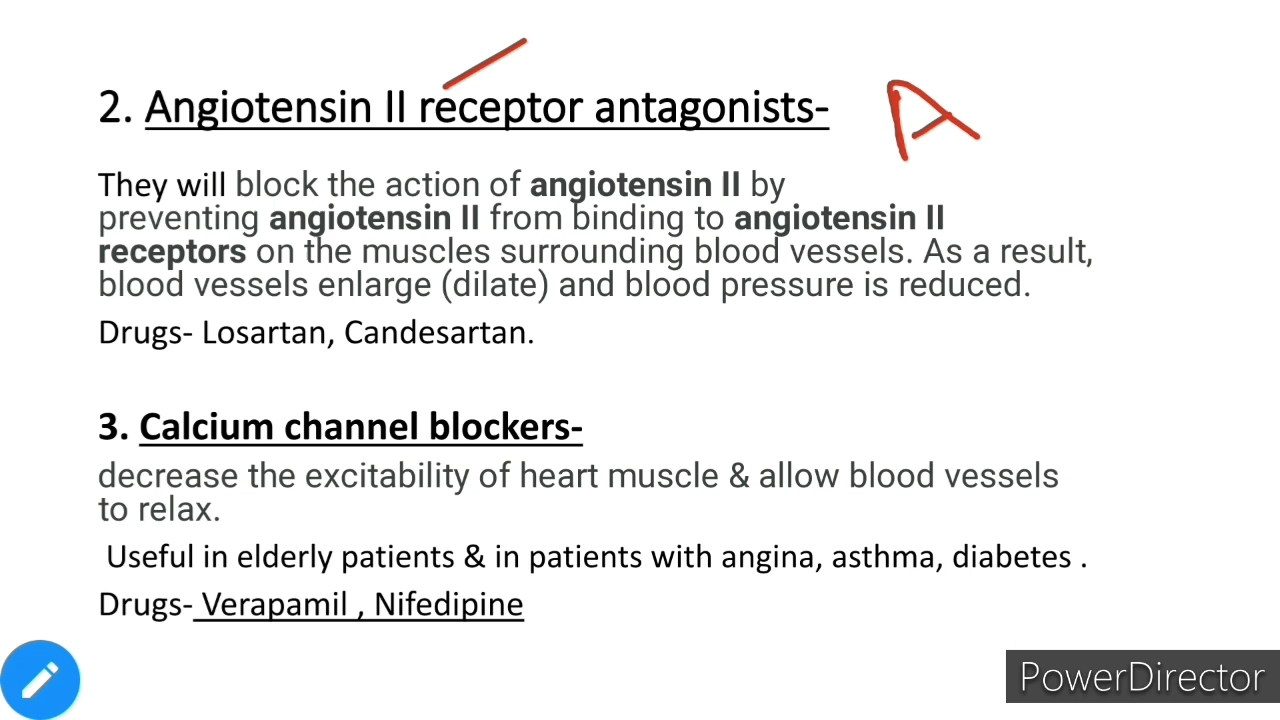 2. Angiotensin II receptor antagonists-
A
They will block the action of angiotensin II by
preventing angiotensin II from binding to angiotensin II
receptors on the muscles surrounding blood vessels. As a result,
blood vessels enlarge (dilate) and blood pressure is reduced.
Drugs- Losartan, Candesartan.
3. Calcium channel blockers-
decrease the excitability of heart muscle & allow blood vessels
to relax.
Useful in elderly patients & in patients with angina, asthma, diabetes .
Drugs- Verapamil , Nifedipine
PowerDirector